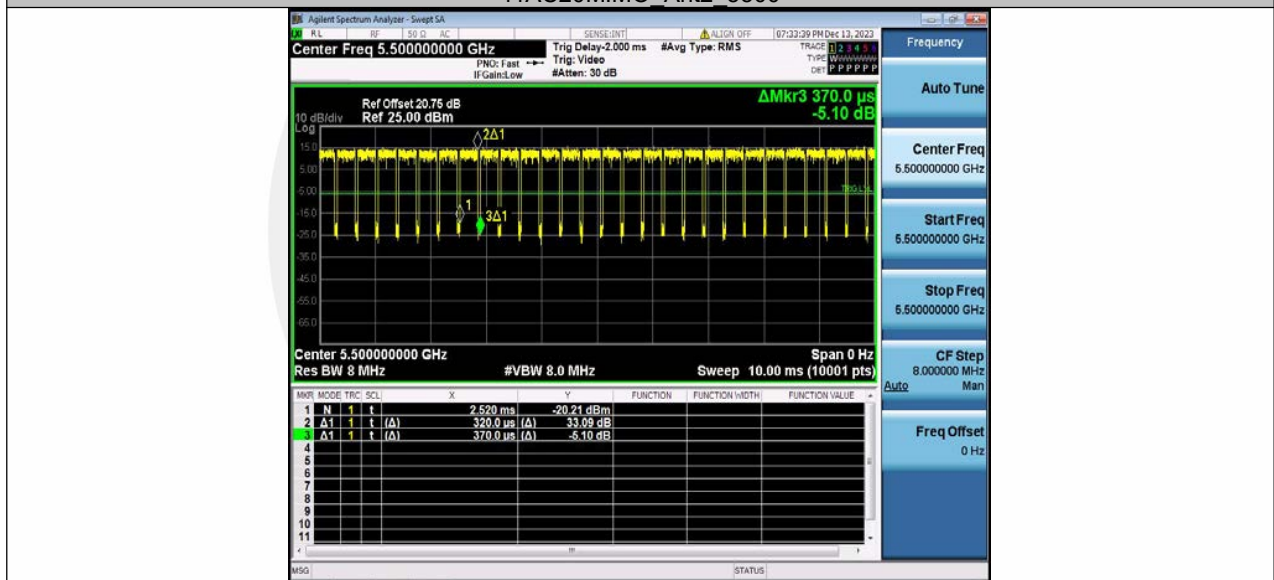 Agilent Spectrum Analyzer - Swept SA
RL RF 50 Ω AC SENSE:INT ALIGN OFF 07:33:39 PM Dec 13, 2023
Center Freq 5.500000000 GHz
PNO: Fast
IFGain:Low
Trig Delay-2.000 ms
Trig: Video
#Atten: 30 dB
#Avg Type: RMS
TRACE 1 2 3 4 5 6
TYPE W
DET P P P P P P
Frequency
Auto Tune
Center Freq
5.500000000 GHz
Start Freq
5.500000000 GHz
Stop Freq
5.500000000 GHz
CF Step
8.000000 MHz
Auto Man
Freq Offset
0 Hz
ΔMkr3 370.0 µs
-5.10 dB
Ref Offset 20.75 dB
10 dB/div Ref 25.00 dBm
Log
15.0
5.00
-5.00
-15.0
-25.0
-35.0
-45.0
-55.0
-65.0
2Δ1
1
3Δ1
TRIG LVL
Center 5.500000000 GHz Span 0 Hz
Res BW 8 MHz #VBW 8.0 MHz Sweep 10.00 ms (10001 pts)
MKR MODE TRC SCL X Y FUNCTION FUNCTION WIDTH FUNCTION VALUE
1 N 1 t 2.520 ms -20.21 dBm
2 Δ1 1 t (Δ) 320.0 µs (Δ) 33.09 dB
3 Δ1 1 t (Δ) 370.0 µs (Δ) -5.10 dB
4
5
6
7
8
9
10
11
MSG STATUS